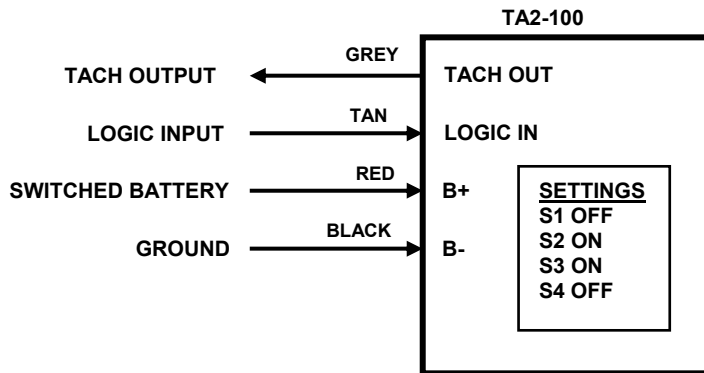 TA2-100
GREY
TACH OUTPUT
TACH OUT
TAN
LOGIC INPUT
LOGIC IN
RED
SWITCHED BATTERY
B+
BLACK
GROUND
B-
SETTINGS
S1 OFF
S2 ON
S3 ON
S4 OFF